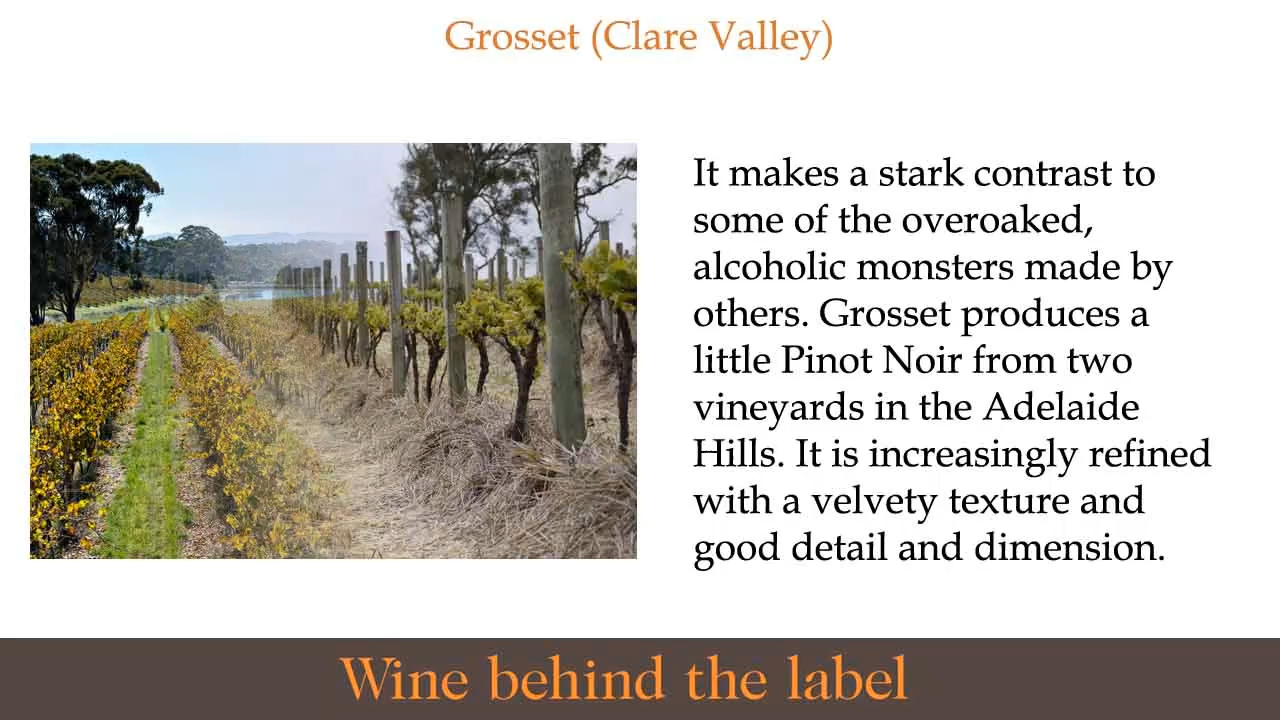 Grosset (Clare Valley)
It makes a stark contrast to
some of the overoaked,
alcoholic monsters made by
others. Grosset produces a
little Pinot Noir from two
vineyards in the Adelaide
Hills. It is increasingly refined
with a velvety texture and
good detail and dimension.
Wine behind the label